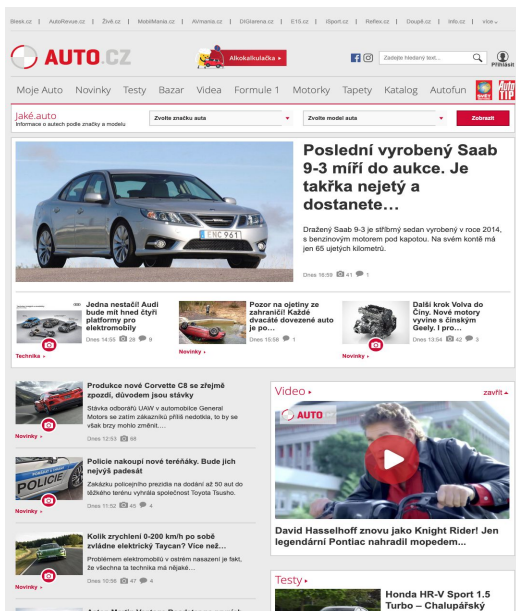 Blesk.cz | AutoRevue.cz | Živě.cz | MobilMania.cz | AVmania.cz | DIGIarena.cz | E15.cz | iSport.cz | Reflex.cz | Doupě.cz | Info.cz | více
AUTO.CZ
Alkokalkulačka
Zadejte hledaný text...
Přihlásit
Moje Auto Novinky Testy Bazar Videa Formule 1 Motorky Tapety Katalog Autofun
Auto TIP
Jaké.auto
Informace o autech podle značky a modelu
Zvolte značku auta
Zvolte model auta
Zobrazit
ENC 961
Poslední vyrobený Saab
9-3 míří do aukce. Je
takřka nejetý a
dostanete…
Dražený Saab 9-3 je stříbrný sedan vyrobený v roce 2014,
s benzinovým motorem pod kapotou. Na svém kontě má
jen 65 ujetých kilometrů.
Dnes 16:59 41 1
Jedna nestačí! Audi
bude mít hned čtyři
platformy pro
elektromobily
Dnes 14:55 28 9
Technika
Pozor na ojetiny ze
zahraničí! Každé
dvacáté dovezené auto
je po…
Dnes 15:58 1
Novinky
Další krok Volva do
Číny. Nové motory
vyvine s čínským
Geely. I pro…
Dnes 13:54 42 3
Novinky
Produkce nové Corvette C8 se zřejmě
zpozdí, důvodem jsou stávky
Stávka odborářů UAW v automobilce General
Motors se zatím zákazníků příliš nedotkla, to by se
však brzy mohlo změnit.…
Dnes 12:53 68
Novinky
POLICIE
Policie nakoupí nové teréňáky. Bude jich
nejvýš padesát
Zakázku policejního prezidia na dodání až 50 aut do
těžkého terénu vyhrála společnost Toyota Tsusho.
Dnes 11:52 45 4
Novinky
Kolik zrychlení 0-200 km/h po sobě
zvládne elektrický Taycan? Více než…
Problémem elektromobilů v ostrém nasazení je fakt,
že všechna ta technika má nějaké…
Dnes 10:55 47 4
Novinky
Video
zavřít
AUTO
David Hasselhoff znovu jako Knight Rider! Jen
legendární Pontiac nahradil mopedem…
Testy
Honda HR-V Sport 1.5
Turbo – Chalupářský